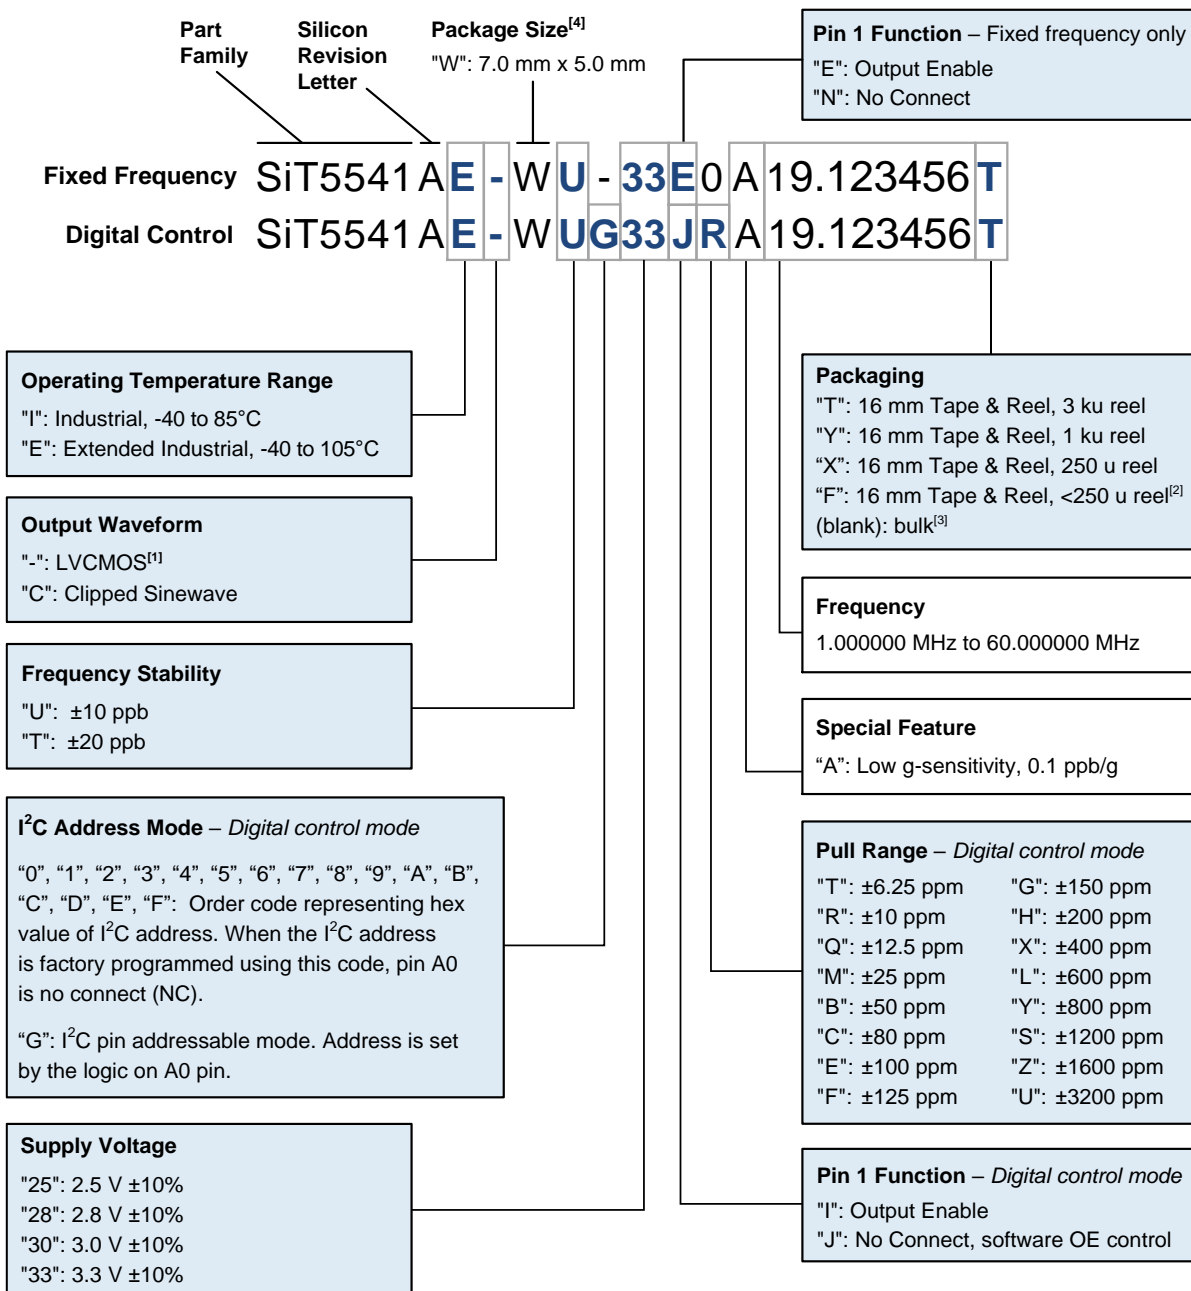 Part Family
Silicon Revision Letter
Package Size[4]
"W": 7.0 mm x 5.0 mm
Pin 1 Function – Fixed frequency only
"E": Output Enable
"N": No Connect
Fixed Frequency SiT5541AE-WU-33E0A19.123456T
Digital Control SiT5541AE-WUG33JRA19.123456T
Operating Temperature Range
"I": Industrial, -40 to 85°C
"E": Extended Industrial, -40 to 105°C
Output Waveform
"-": LVCMOS[1]
"C": Clipped Sinewave
Frequency Stability
"U": ±10 ppb
"T": ±20 ppb
I2C Address Mode – Digital control mode
“0”, “1”, “2”, “3”, “4”, “5”, “6”, “7”, “8”, “9”, “A”, “B”,
“C”, “D”, “E”, “F”: Order code representing hex
value of I2C address. When the I2C address
is factory programmed using this code, pin A0
is no connect (NC).
“G”: I2C pin addressable mode. Address is set
by the logic on A0 pin.
Supply Voltage
"25": 2.5 V ±10%
"28": 2.8 V ±10%
"30": 3.0 V ±10%
"33": 3.3 V ±10%
Packaging
"T": 16 mm Tape & Reel, 3 ku reel
"Y": 16 mm Tape & Reel, 1 ku reel
“X”: 16 mm Tape & Reel, 250 u reel
“F”: 16 mm Tape & Reel, <250 u reel[2]
(blank): bulk[3]
Frequency
1.000000 MHz to 60.000000 MHz
Special Feature
“A”: Low g-sensitivity, 0.1 ppb/g
Pull Range – Digital control mode
"T": ±6.25 ppm "G": ±150 ppm
"R": ±10 ppm "H": ±200 ppm
"Q": ±12.5 ppm "X": ±400 ppm
"M": ±25 ppm "L": ±600 ppm
"B": ±50 ppm "Y": ±800 ppm
"C": ±80 ppm "S": ±1200 ppm
"E": ±100 ppm "Z": ±1600 ppm
"F": ±125 ppm "U": ±3200 ppm
Pin 1 Function – Digital control mode
"I": Output Enable
"J": No Connect, software OE control